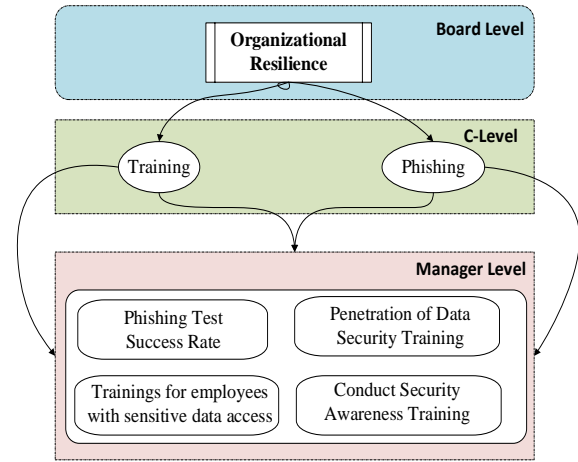 Board Level
Organizational
Resilience
C-Level
Training
Phishing
Manager Level
Phishing Test
Success Rate
Penetration of Data
Security Training
Trainings for employees
with sensitive data access
Conduct Security
Awareness Training